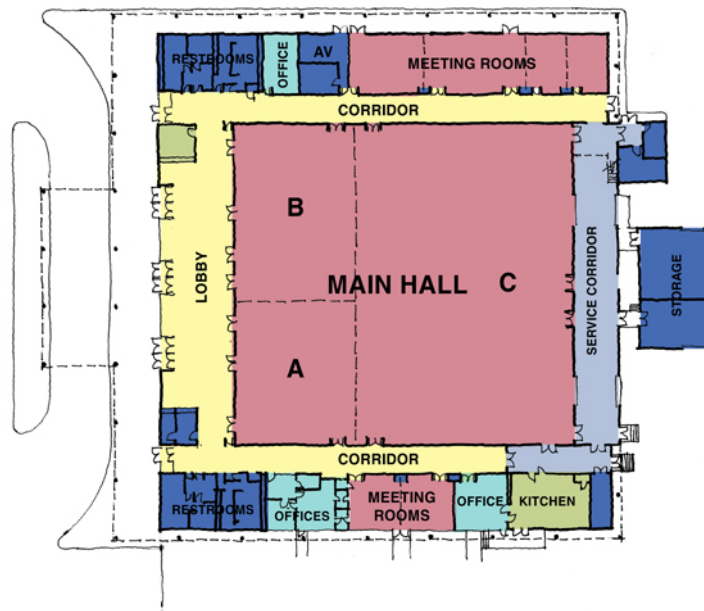 RESTROOMS
OFFICE
AV
MEETING ROOMS
CORRIDOR
B
LOBBY
MAIN HALL
C
SERVICE CORRIDOR
STORAGE
A
CORRIDOR
RESTROOMS
OFFICES
MEETING
ROOMS
OFFICE
KITCHEN